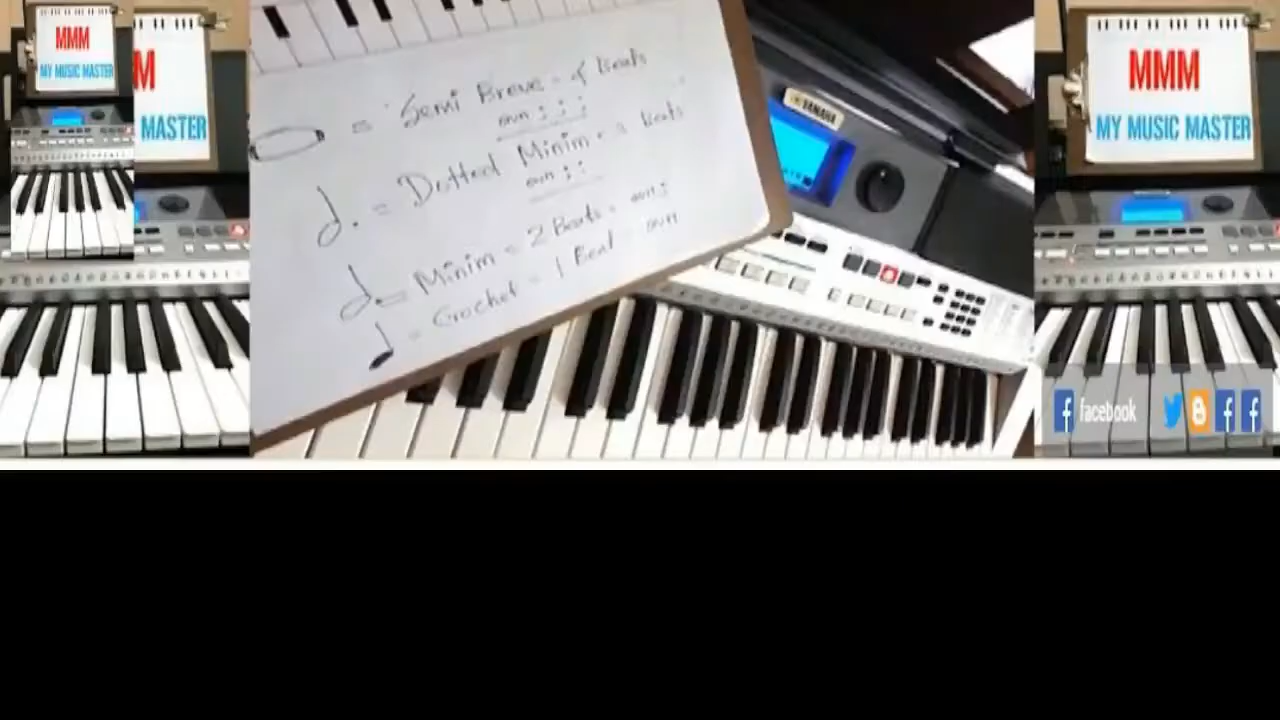 MMM
MY MUSIC MASTER
M
MASTER
= Semi Breve - 4 Beats
= Dotted Minim - 3 Beats
= Minim = 2 Beats -
= Crochet = 1 Beat
YAMAHA
MMM
MY MUSIC MASTER
facebook